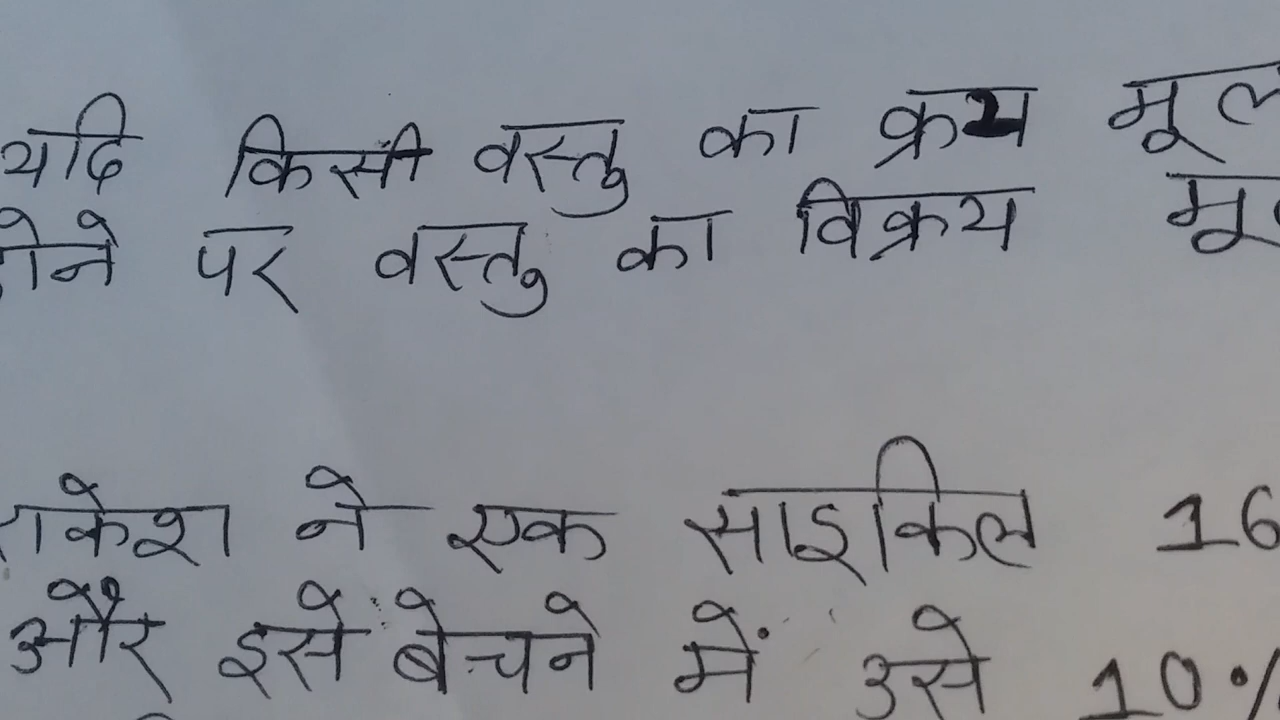 यदि किसी वस्तु का क्रय
पर वस्तु का विक्रय
राकेश ने एक साइकिल 16
और इसे बेचने में उसे 10%